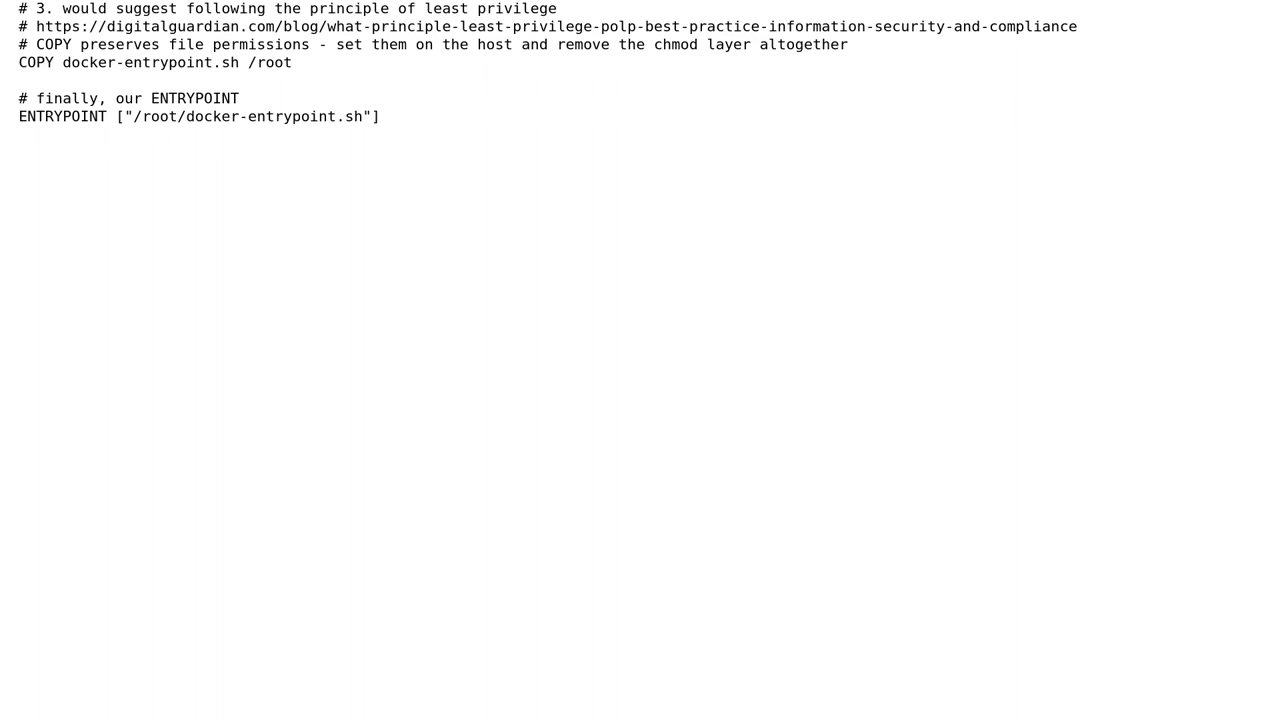 # 3. would suggest following the principle of least privilege
# https://digitalguardian.com/blog/what-principle-least-privilege-polp-best-practice-information-security-and-compliance
# COPY preserves file permissions - set them on the host and remove the chmod layer altogether
COPY docker-entrypoint.sh /root

# finally, our ENTRYPOINT
ENTRYPOINT ["/root/docker-entrypoint.sh"]